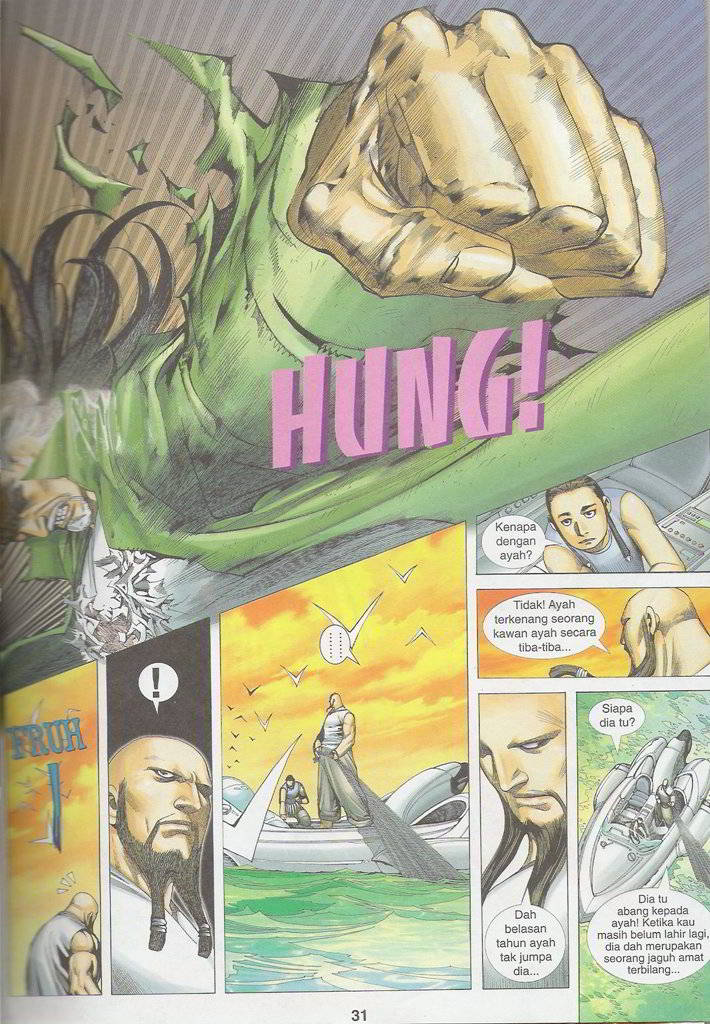 HUNG!
FRUH
!
......
Kenapa
dengan
ayah?
Tidak! Ayah
terkenang seorang
kawan ayah secara
tiba-tiba...
Dah
belasan
tahun ayah
tak jumpa
dia...
Siapa
dia tu?
Dia tu
abang kepada
ayah! Ketika kau
masih belum lahir lagi,
dia dah merupakan
seorang jaguh amat
terbilang...
31